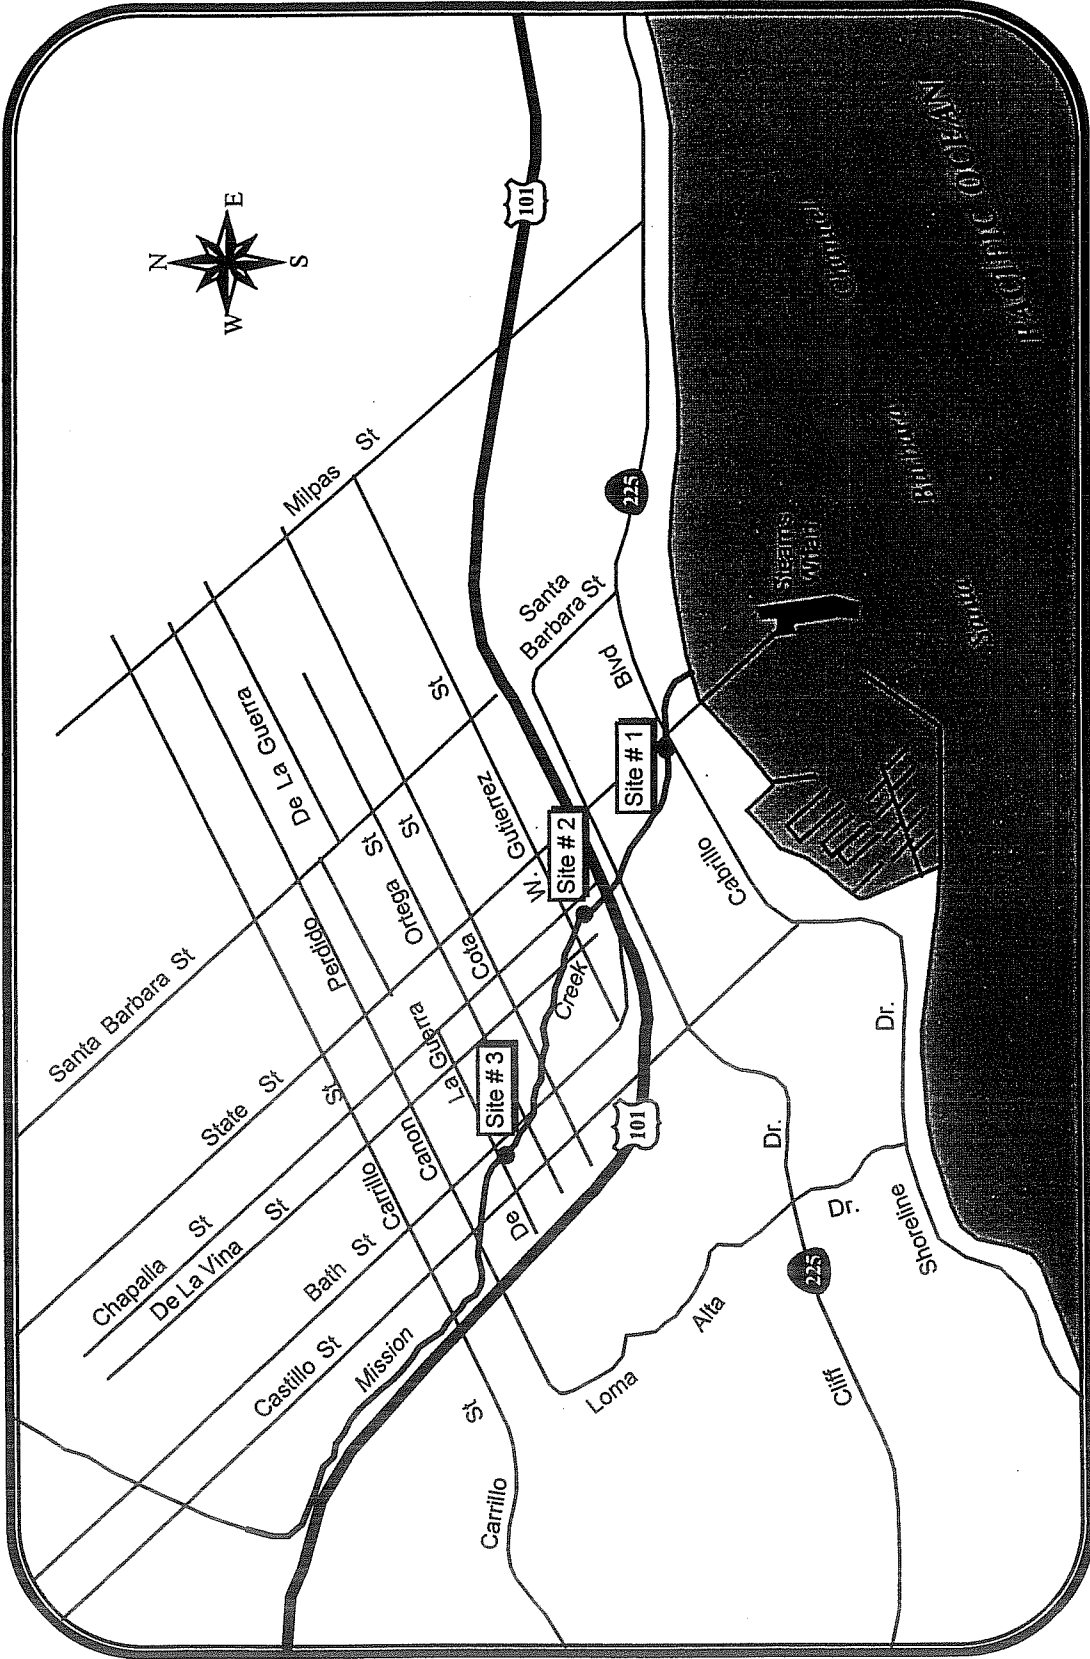 N
W
E
S
101
Milpas St
225
Santa
Barbara St
Blvd
De La Guerra
St
W. Gutierrez
St
St
Ortega
Cota
Perdido
Site # 1
Site # 2
Site # 3
Creek
Cabrillo
Santa Barbara St
State St
St
La Guerra
Canon
Carrillo
Chapalla St
De La Vina St
Bath St
Castillo St
Mission
De
101
St
Carrillo
Loma
Alta
Dr.
Dr.
Dr.
225
Cliff
Shoreline
Stearns
Wharf
Santa
Barbara
Channel
PACIFIC OCEAN